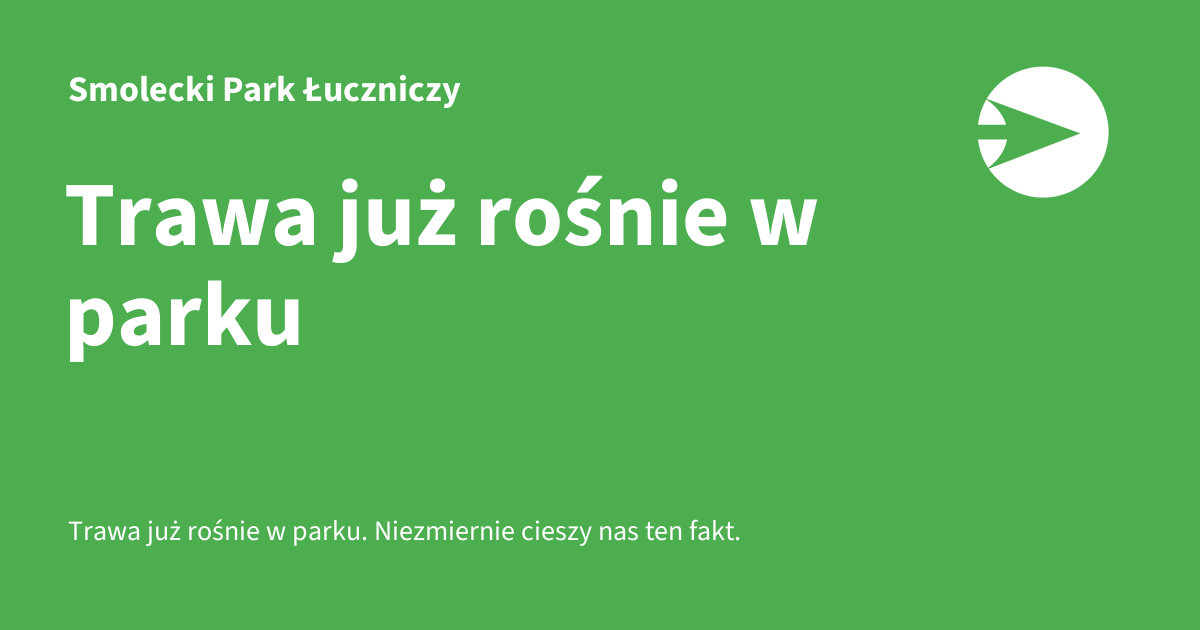 Smolecki Park Łuczniczy
Trawa już rośnie w
parku
Trawa już rośnie w parku. Niezmiernie cieszy nas ten fakt.